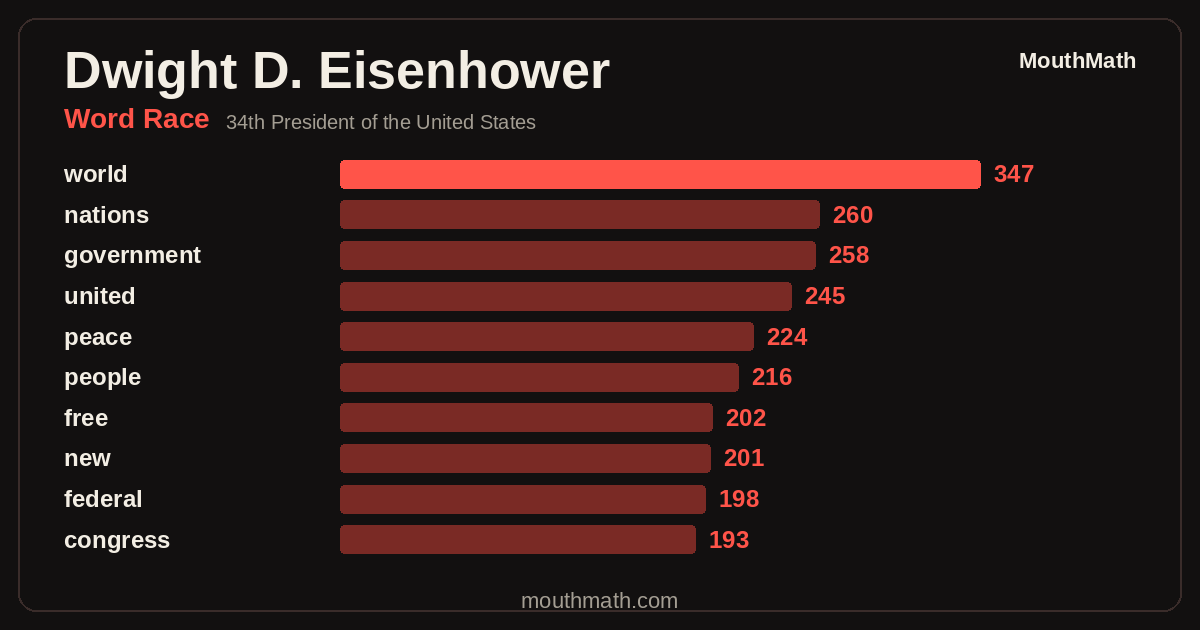 Dwight D. Eisenhower
MouthMath
Word Race 34th President of the United States
world 347
nations 260
government 258
united 245
peace 224
people 216
free 202
new 201
federal 198
congress 193
mouthmath.com